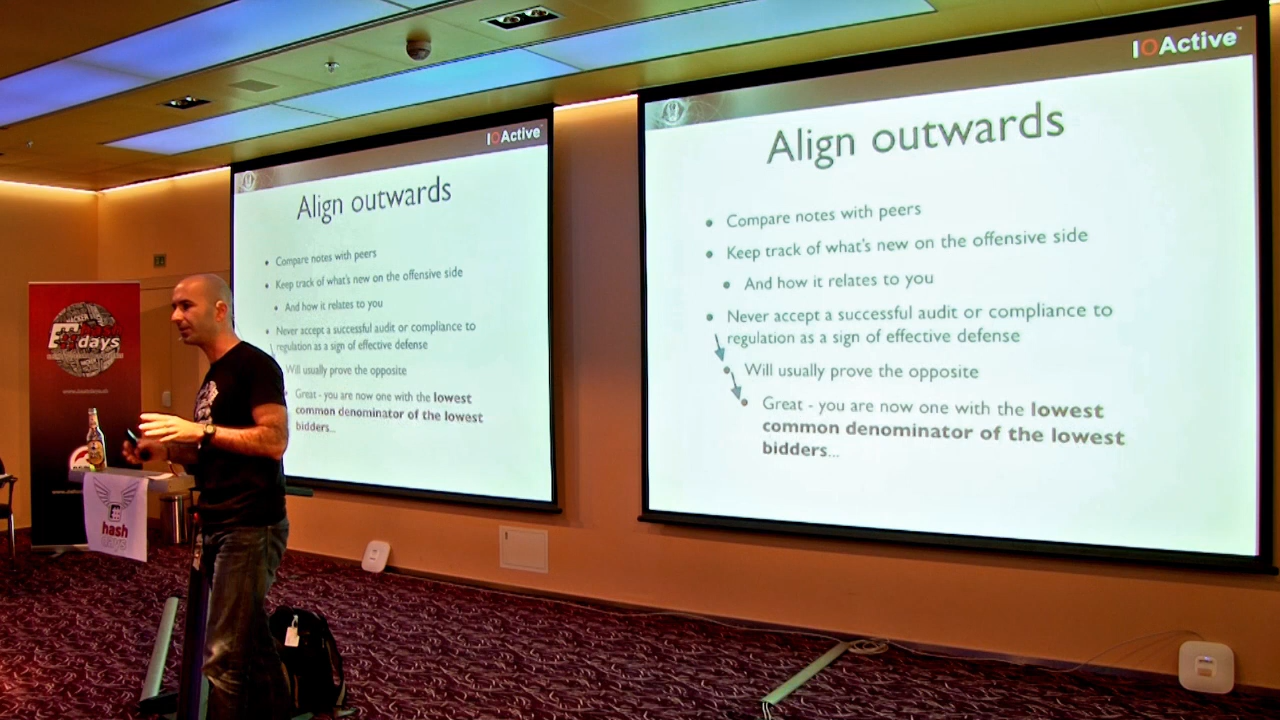 IOActive™
Align outwards
Compare notes with peers
Keep track of what's new on the offensive side
And how it relates to you
Never accept a successful audit or compliance to
regulation as a sign of effective defense
Will usually prove the opposite
Great - you are now one with the lowest
common denominator of the lowest
bidders...
IOActive™
Align outwards
Compare notes with peers
Keep track of what's new on the offensive side
And how it relates to you
Never accept a successful audit or compliance to
regulation as a sign of effective defense
Will usually prove the opposite
Great - you are now one with the lowest
common denominator of the lowest
bidders...
days
hash
days